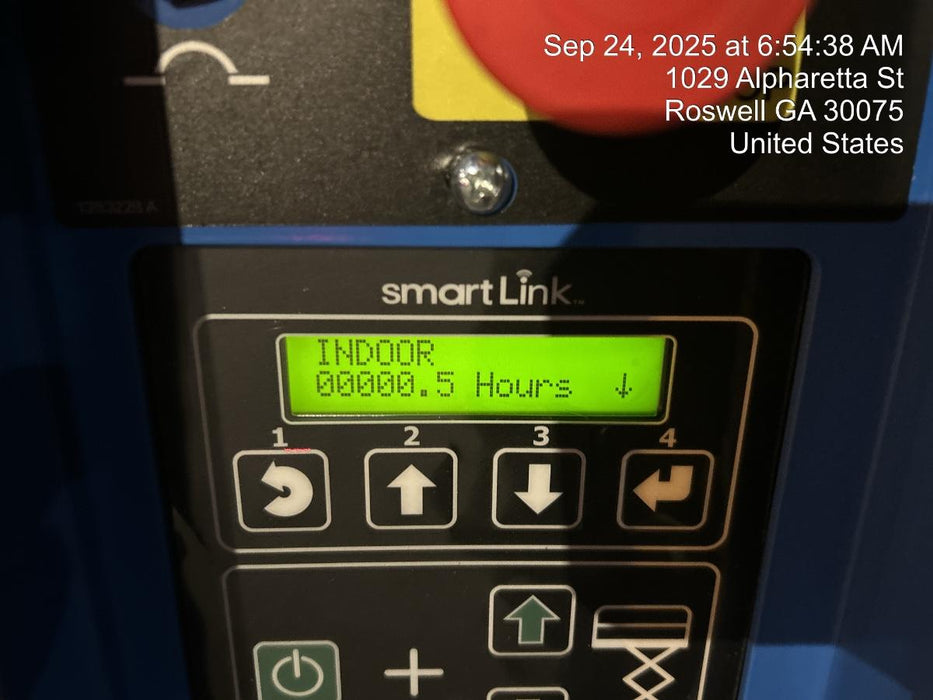 Sep 24, 2025 at 6:54:38 AM
1029 Alpharetta St
Roswell GA 30075
United States
smartLink™
INDOOR
00000.5 Hours ↓
1 2 3 4